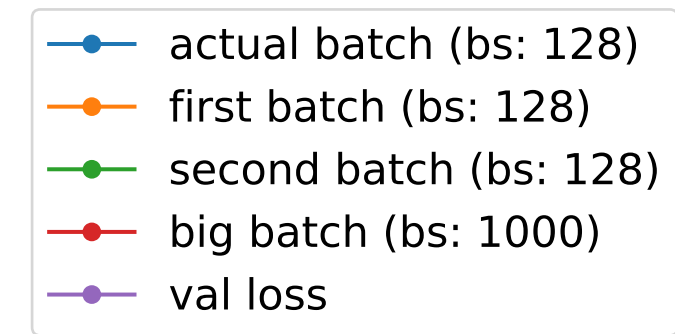 actual batch (bs: 128)
first batch (bs: 128)
second batch (bs: 128)
big batch (bs: 1000)
val loss